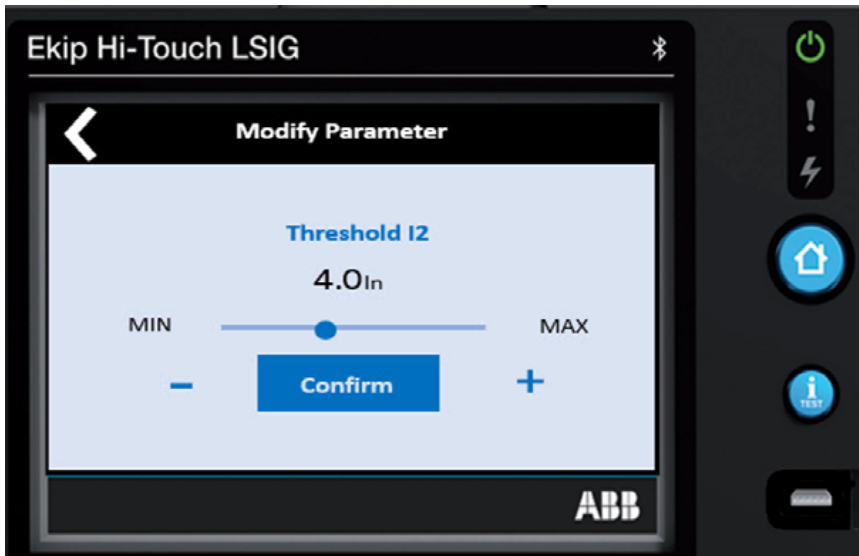 Ekip Hi-Touch LSIG
Modify Parameter
Threshold I2
4.0In
MIN
MAX
-
Confirm
+
i
TEST
ABB